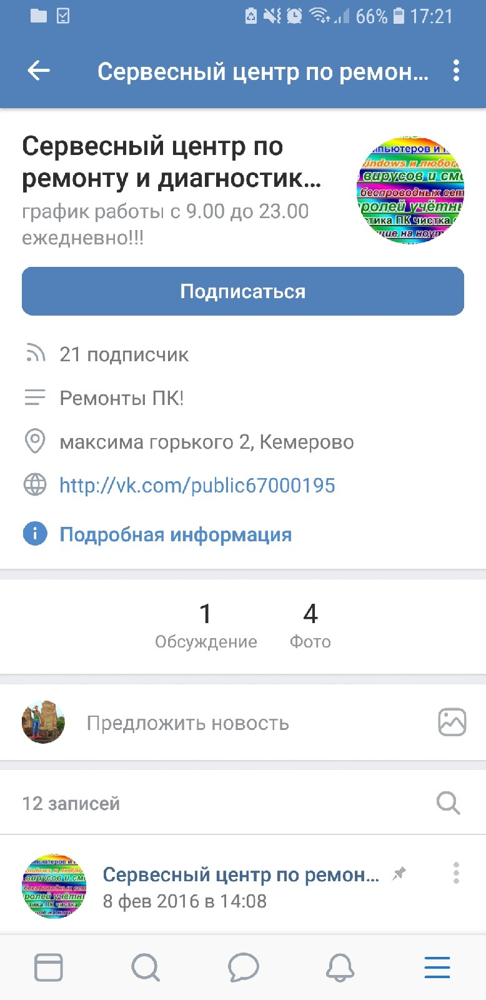 66% 17:21
Сервесный центр по ремон...
Сервесный центр по
ремонту и диагностик...
график работы с 9.00 до 23.00
ежедневно!!!
Подписаться
21 подписчик
Ремонты ПК!
максима горького 2, Кемерово
http://vk.com/public67000195
Подробная информация
1
Обсуждение
4
Фото
Предложить новость
12 записей
Сервесный центр по ремон...
8 фев 2016 в 14:08